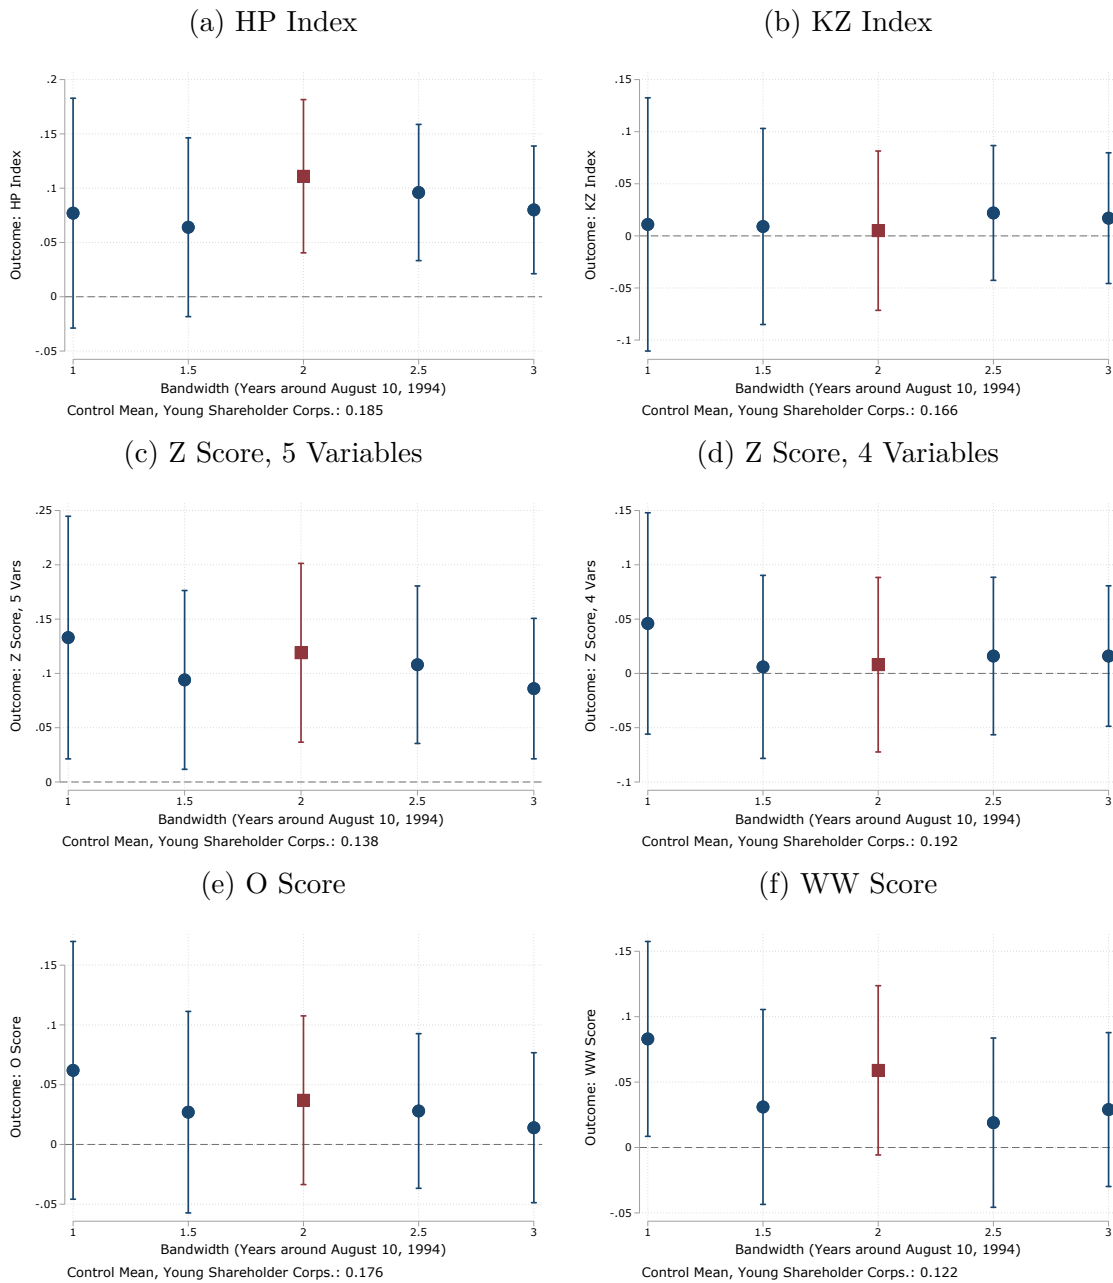 (a) HP Index
.2
.15
.1
.05
0
-.05
Outcome: HP Index
1 1.5 2 2.5 3
Bandwidth (Years around August 10, 1994)
Control Mean, Young Shareholder Corps.: 0.185
(b) KZ Index
.15
.1
.05
0
-.05
-.1
Outcome: KZ Index
1 1.5 2 2.5 3
Bandwidth (Years around August 10, 1994)
Control Mean, Young Shareholder Corps.: 0.166
(c) Z Score, 5 Variables
.25
.2
.15
.1
.05
0
Outcome: Z Score, 5 Vars
1 1.5 2 2.5 3
Bandwidth (Years around August 10, 1994)
Control Mean, Young Shareholder Corps.: 0.138
(d) Z Score, 4 Variables
.15
.1
.05
0
-.05
-.1
Outcome: Z Score, 4 Vars
1 1.5 2 2.5 3
Bandwidth (Years around August 10, 1994)
Control Mean, Young Shareholder Corps.: 0.192
(e) O Score
.15
.1
.05
0
-.05
Outcome: O Score
1 1.5 2 2.5 3
Bandwidth (Years around August 10, 1994)
Control Mean, Young Shareholder Corps.: 0.176
(f) WW Score
.15
.1
.05
0
-.05
Outcome: WW Score
1 1.5 2 2.5 3
Bandwidth (Years around August 10, 1994)
Control Mean, Young Shareholder Corps.: 0.122